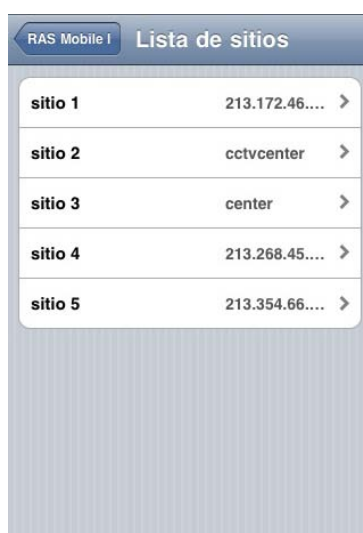 RAS Mobile I Lista de sitios
sitio 1 213.172.46....
sitio 2 cctvcenter
sitio 3 center
sitio 4 213.268.45....
sitio 5 213.354.66....